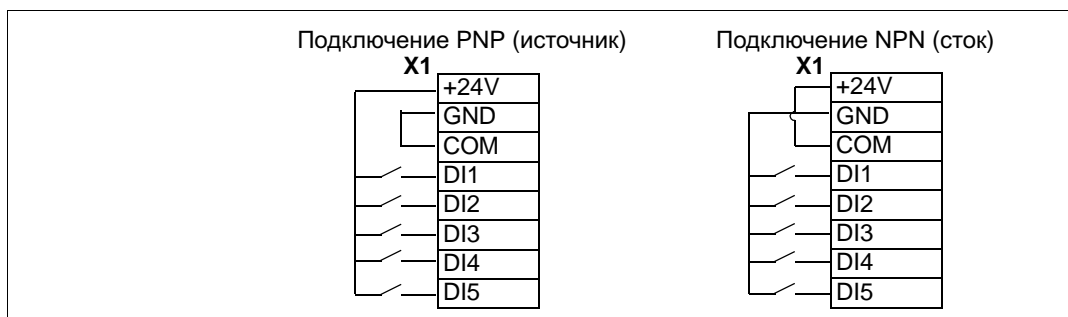 Подключение PNP (источник)
X1
+24V
GND
COM
DI1
DI2
DI3
DI4
DI5
Подключение NPN (сток)
X1
+24V
GND
COM
DI1
DI2
DI3
DI4
DI5